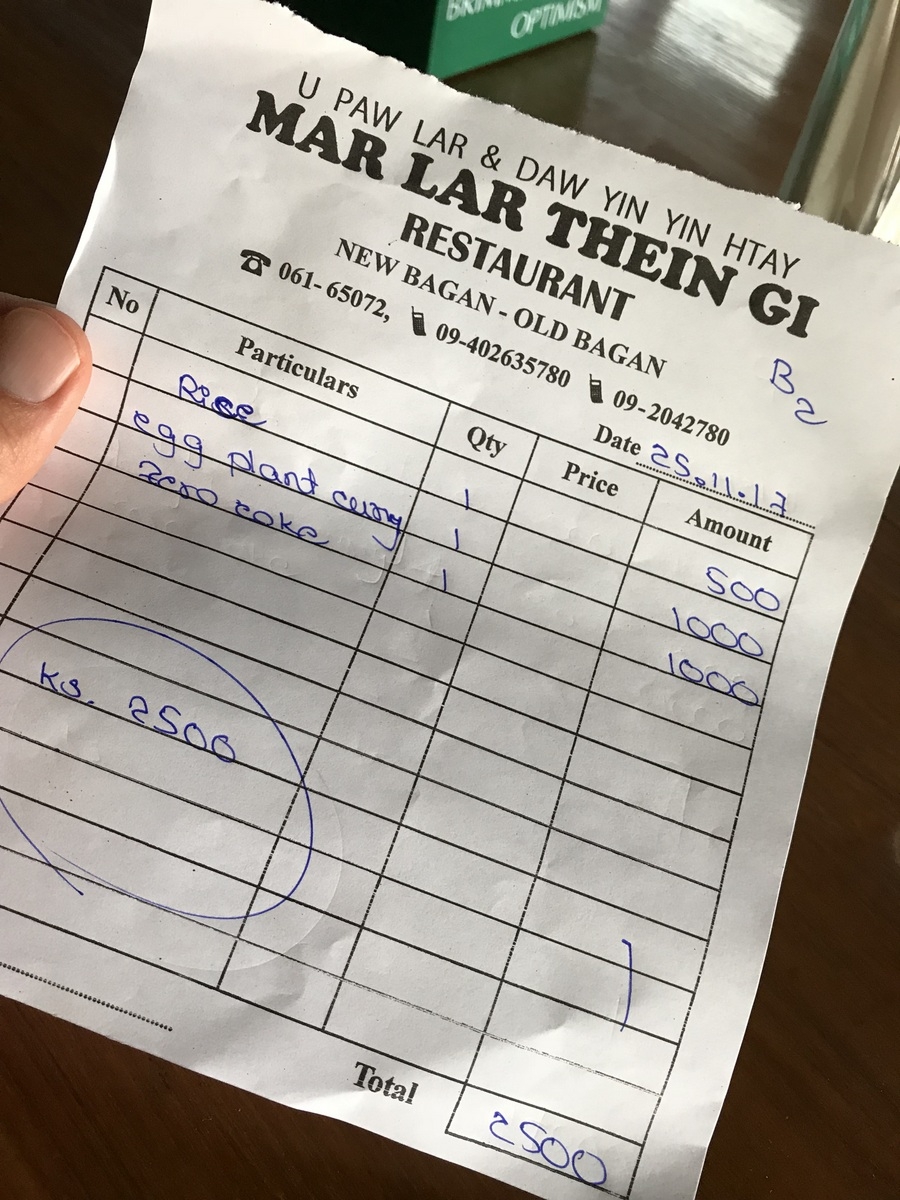 BRINGING
OPTIMISM
U PAW LAR & DAW YIN YIN HTAY
MAR LAR THEIN GI
RESTAURANT
NEW BAGAN - OLD BAGAN
061- 65072, 09-402635780 09-2042780
B2
Date 25.11.17
No Particulars Qty Price Amount
Rice 1 500
egg plant curry 1 1000
zero coke 1 1000
ks. 2500
Total 2500